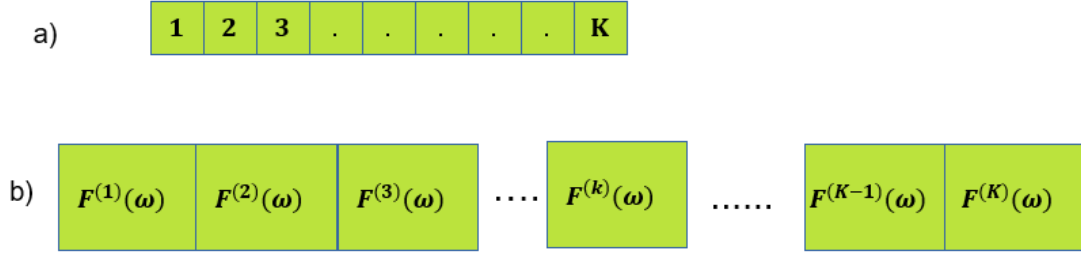 a) 1 2 3 . . . . . K
b) F^(1)(ω) F^(2)(ω) F^(3)(ω) .... F^(k)(ω) ...... F^(K−1)(ω) F^(K)(ω)